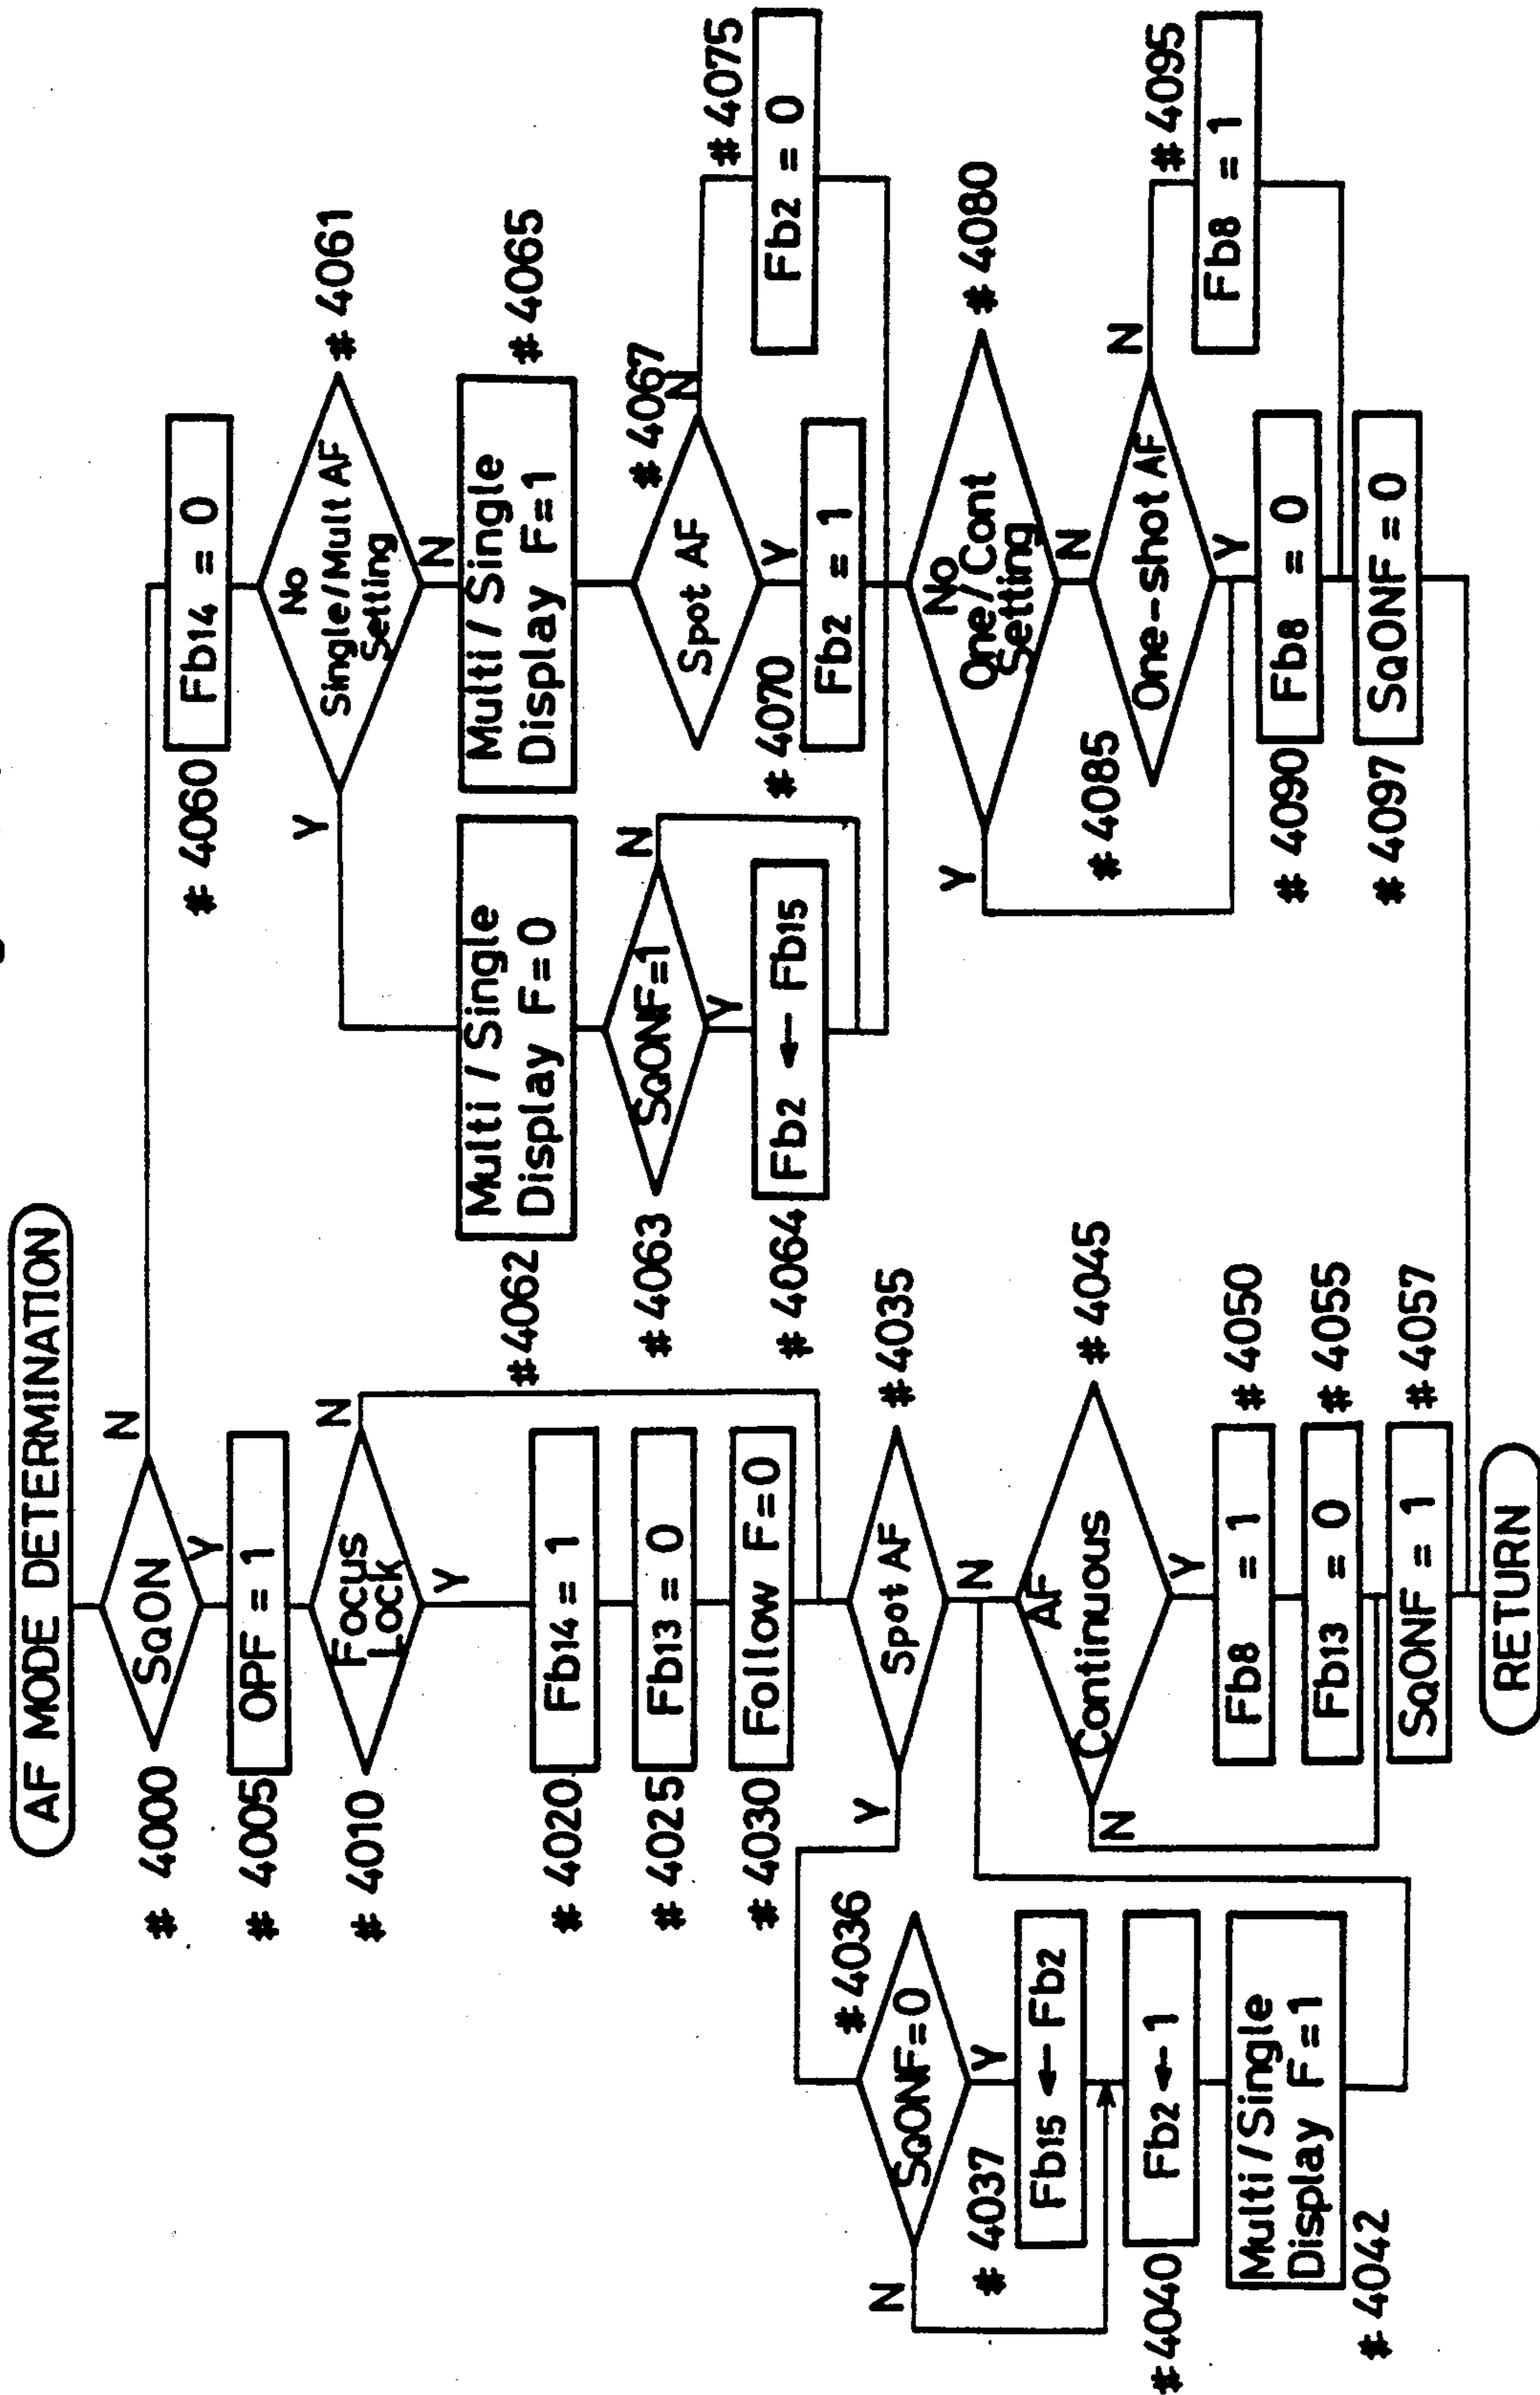 AF MODE DETERMINATION
# 4000
SQON
N
Y
# 4005
OPF = 1
# 4010
Focus
Lock
N
Y
# 4020
Fb14 = 1
# 4025
Fb13 = 0
# 4030
Follow F=0
# 4035
Spot AF
Y
N
# 4036
SQONF=0
N
Y
# 4037
Fb15 ← Fb2
# 4040
Fb2 ← 1
# 4042
Multi/Single
Display F=1
# 4045
AF
Continuous
N
Y
# 4050
Fb8 = 1
# 4055
Fb13 = 0
# 4057
SQONF = 1
RETURN
# 4060
Fb14 = 0
# 4061
No
Single/Mult AF
Setting
Y
N
# 4062
Multi/Single
Display F=0
# 4063
SQONF=1
N
Y
# 4064
Fb2 ← Fb15
# 4065
Multi/Single
Display F=1
# 4067
Spot AF
N
Y
# 4070
Fb2 = 1
# 4075
Fb2 = 0
# 4080
No
One/Cont
Setting
Y
N
# 4085
One-shot AF
N
Y
# 4090
Fb8 = 0
# 4095
Fb8 = 1
# 4097
SQONF = 0